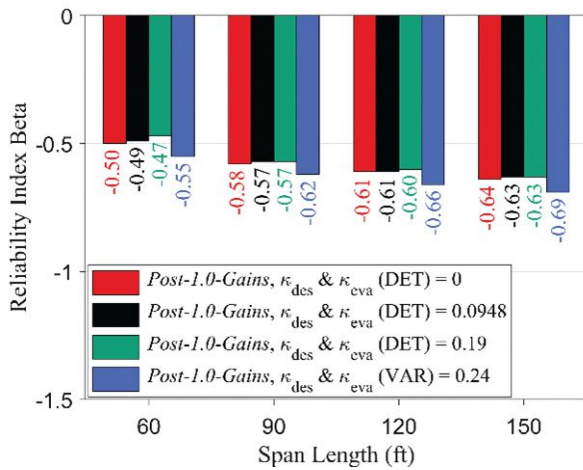 0
-0.5
-1
-1.5
Reliability Index Beta
-0.50
-0.49
-0.47
-0.55
-0.58
-0.57
-0.57
-0.62
-0.61
-0.61
-0.60
-0.66
-0.64
-0.63
-0.63
-0.69
Post-1.0-Gains, κdes & κeva (DET) = 0
Post-1.0-Gains, κdes & κeva (DET) = 0.0948
Post-1.0-Gains, κdes & κeva (DET) = 0.19
Post-1.0-Gains, κdes & κeva (VAR) = 0.24
60 90 120 150
Span Length (ft)